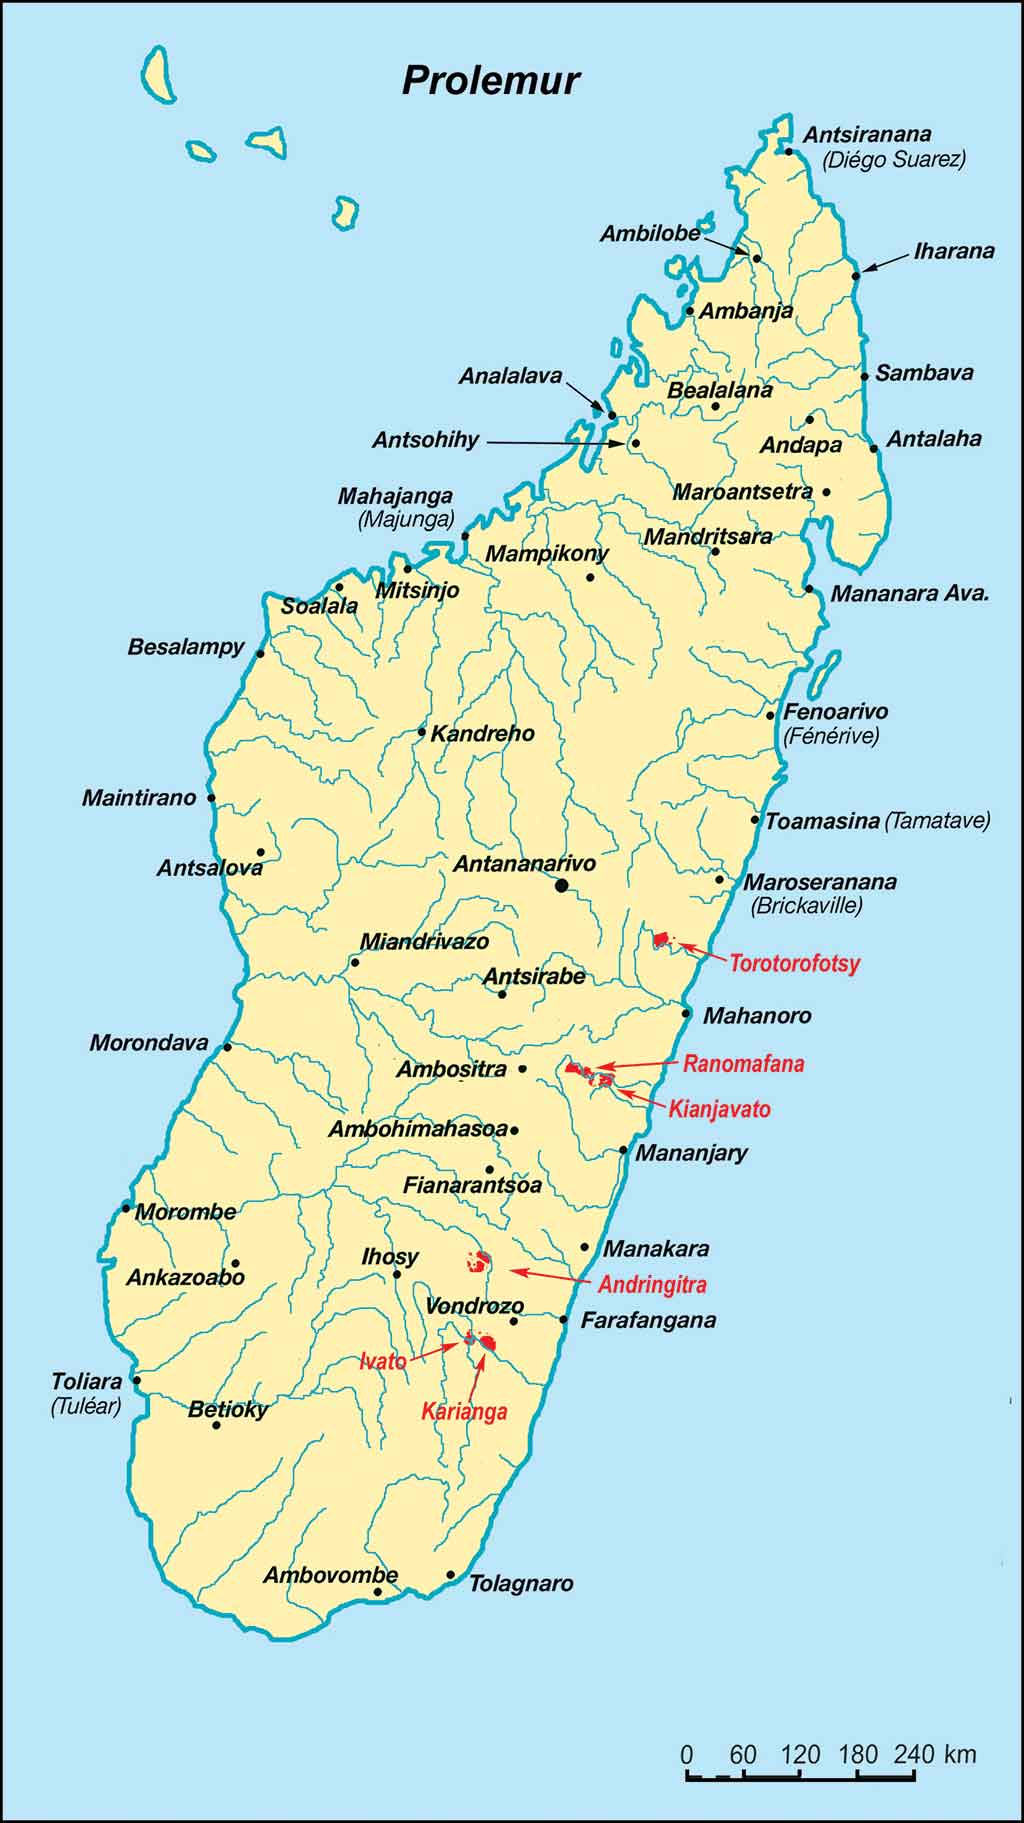 Prolemur
Antsiranana
(Diégo Suarez)
Ambilobe
Iharana
Ambanja
Analalava
Sambava
Bealalana
Antsohihy
Andapa
Antalaha
Mahajanga
(Majunga)
Maroantsetra
Mandritsara
Mampikony
Mitsinjo
Soalala
Mananara Ava.
Besalampy
Fenoarivo
(Fénérive)
Kandreho
Maintirano
Toamasina (Tamatave)
Antsalova
Antananarivo
Maroseranana
(Brickaville)
Miandrivazo
Torotorofotsy
Antsirabe
Mahanoro
Morondava
Ambositra
Ranomafana
Kianjavato
Ambohimahasoa
Mananjary
Fianarantsoa
Morombe
Manakara
Ihosy
Ankazoabo
Andringitra
Vondrozo
Farafangana
Ivato
Toliara
(Tuléar)
Betioky
Karianga
Ambovombe
Tolagnaro
0 60 120 180 240 km